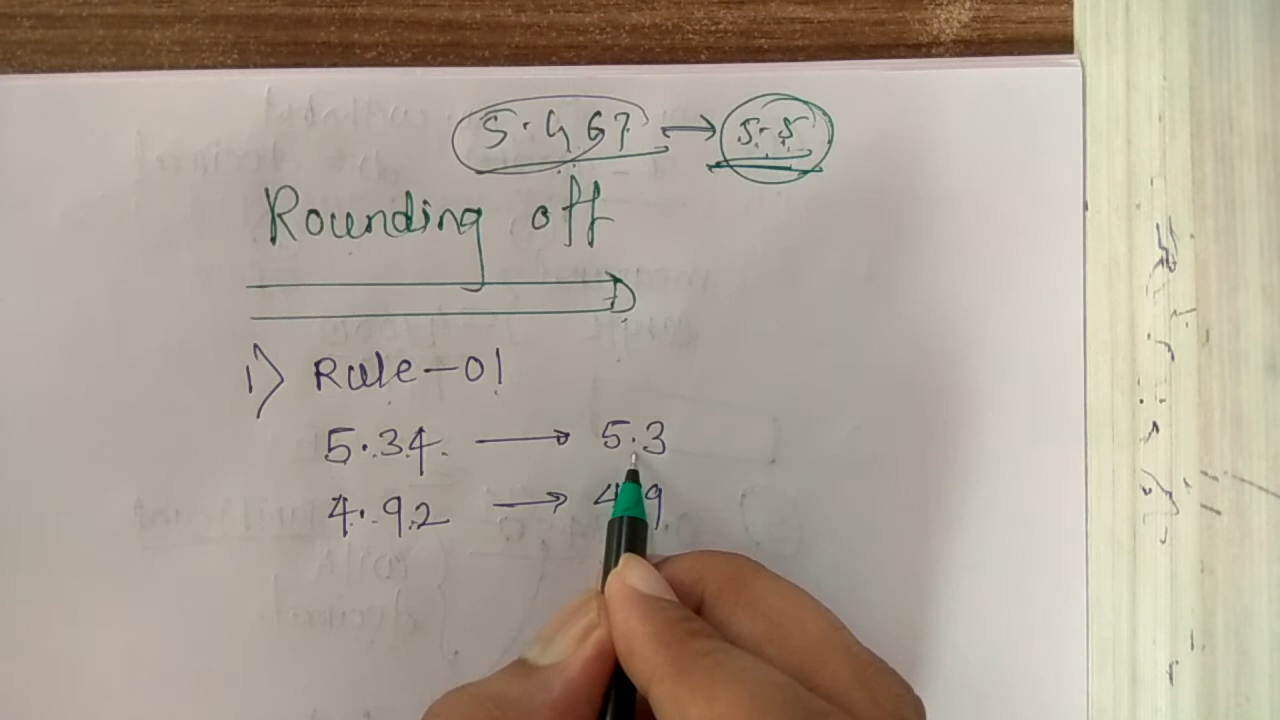 5.467 → 5.5
Rounding off
1) Rule-01
5.34 → 5.3
4.92 → 4.9